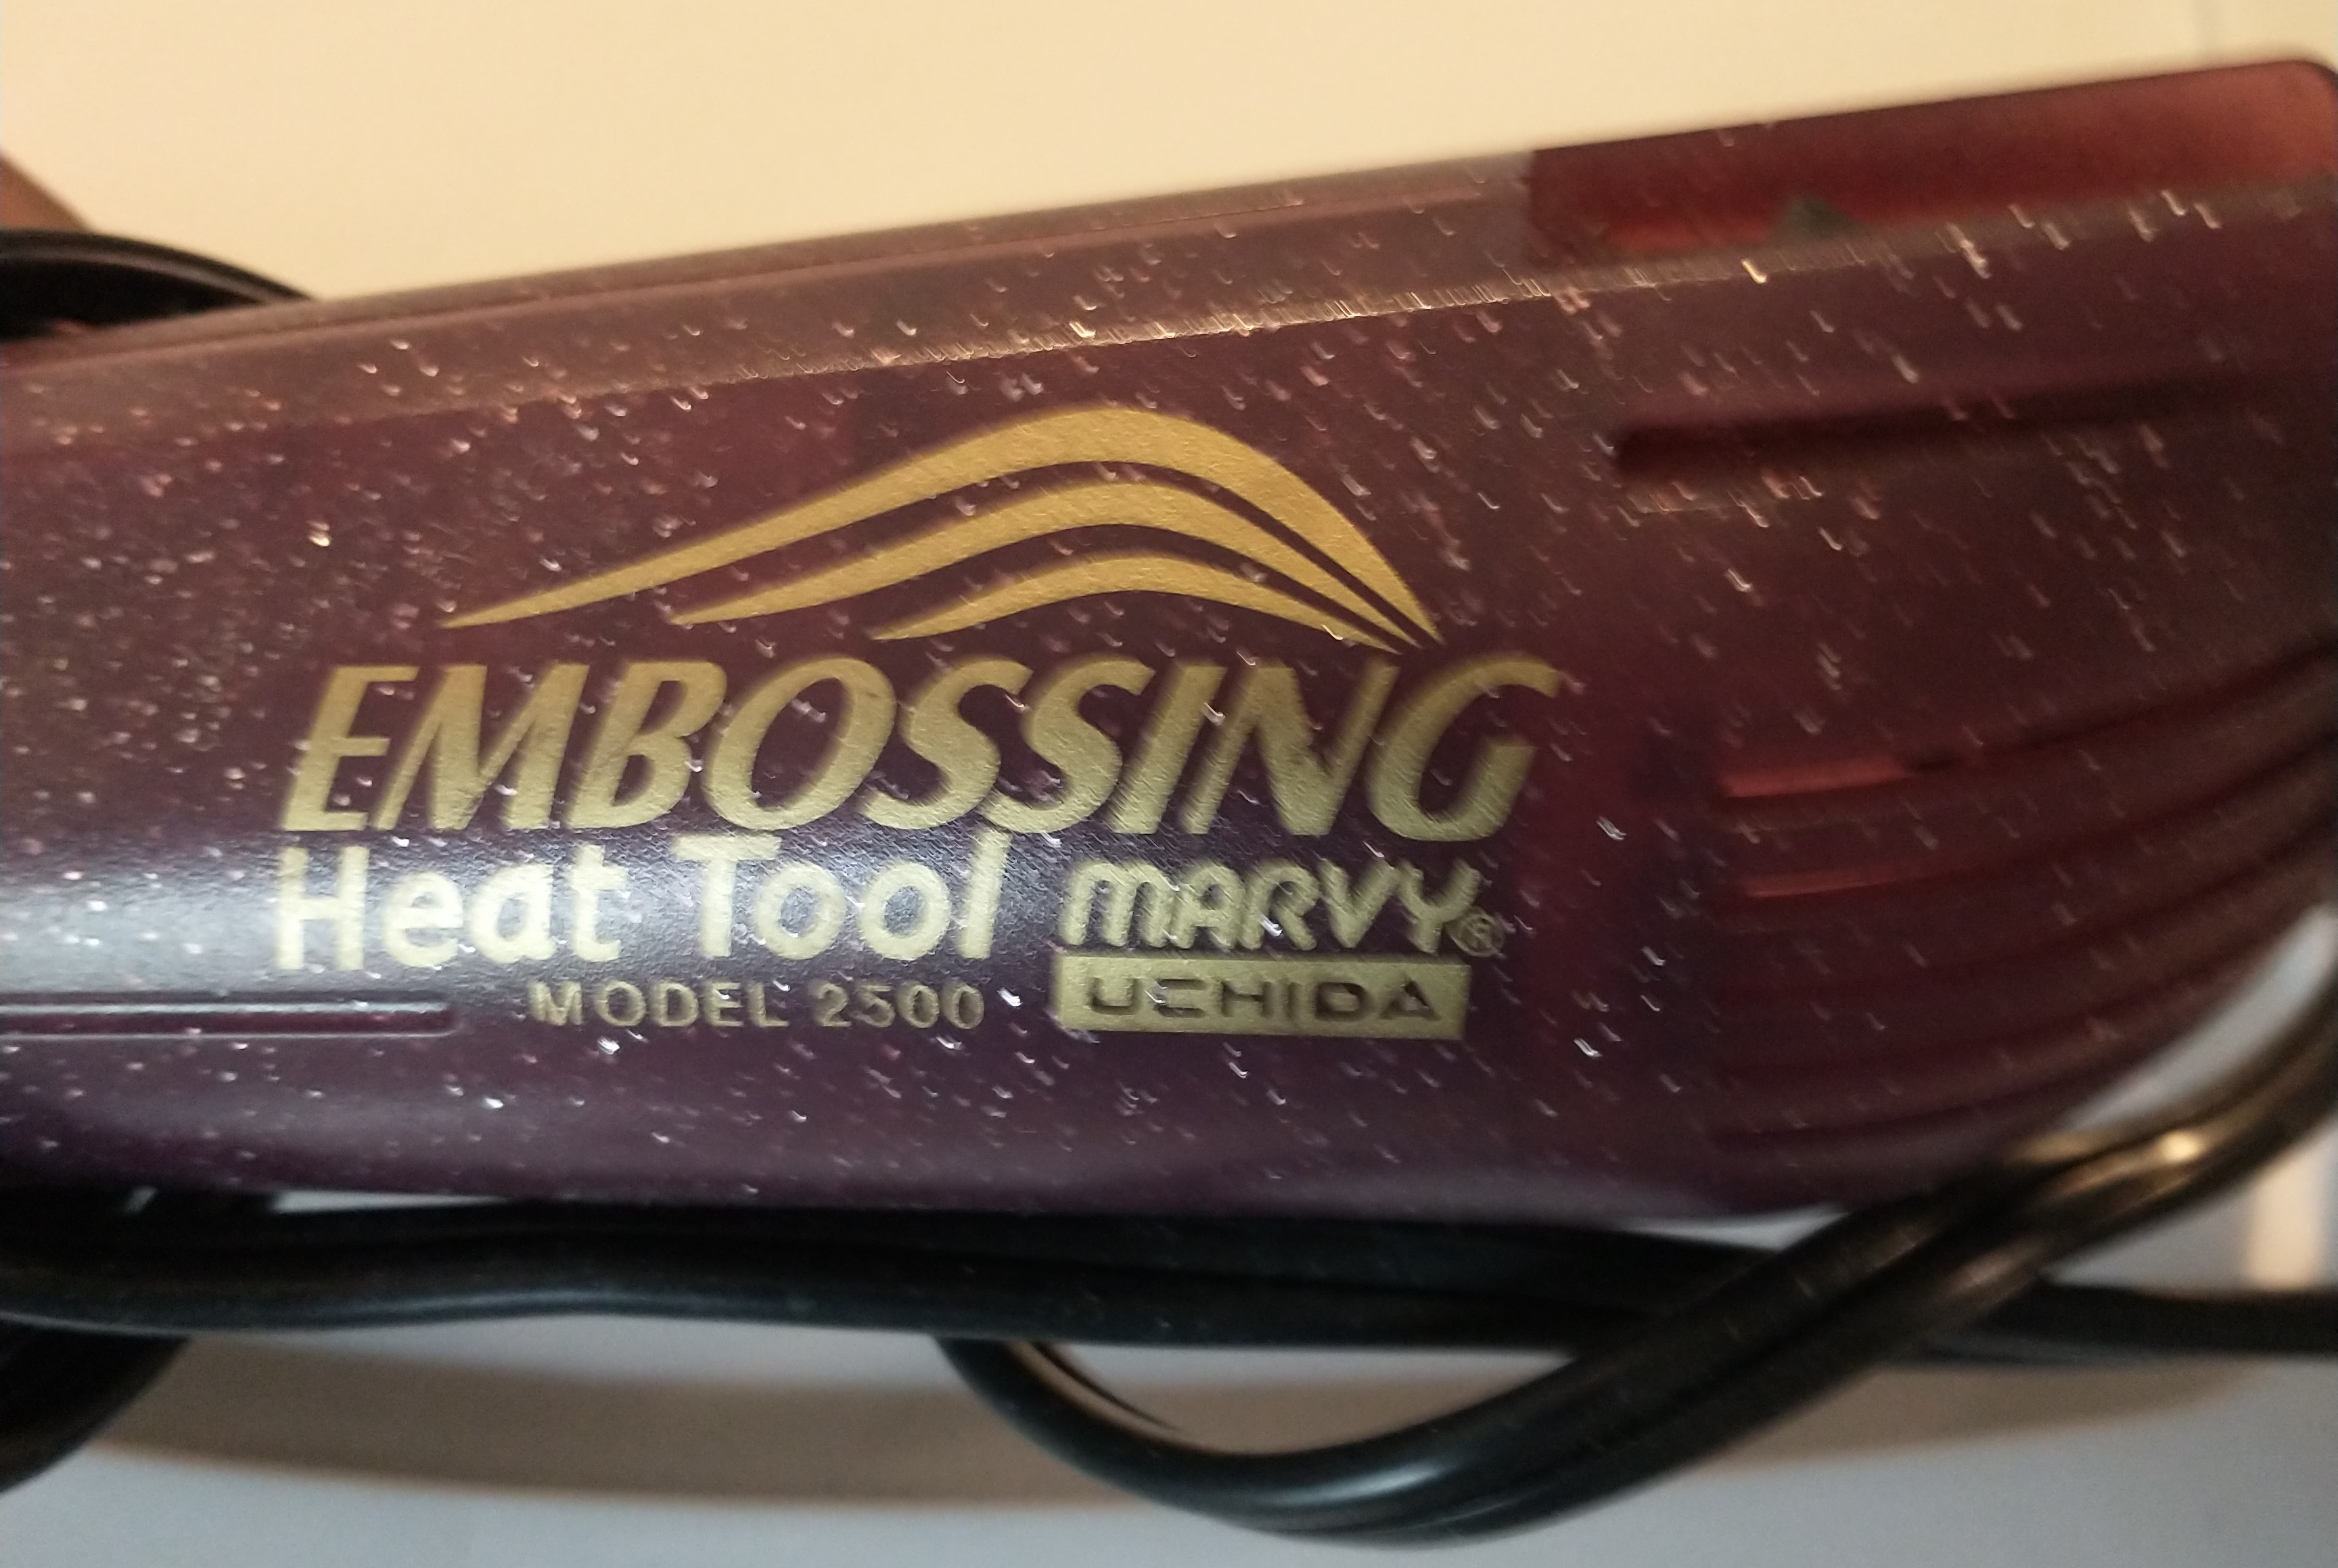 EMBOSSING
Heat Tool MARVY®
MODEL 2500 UCHIDA